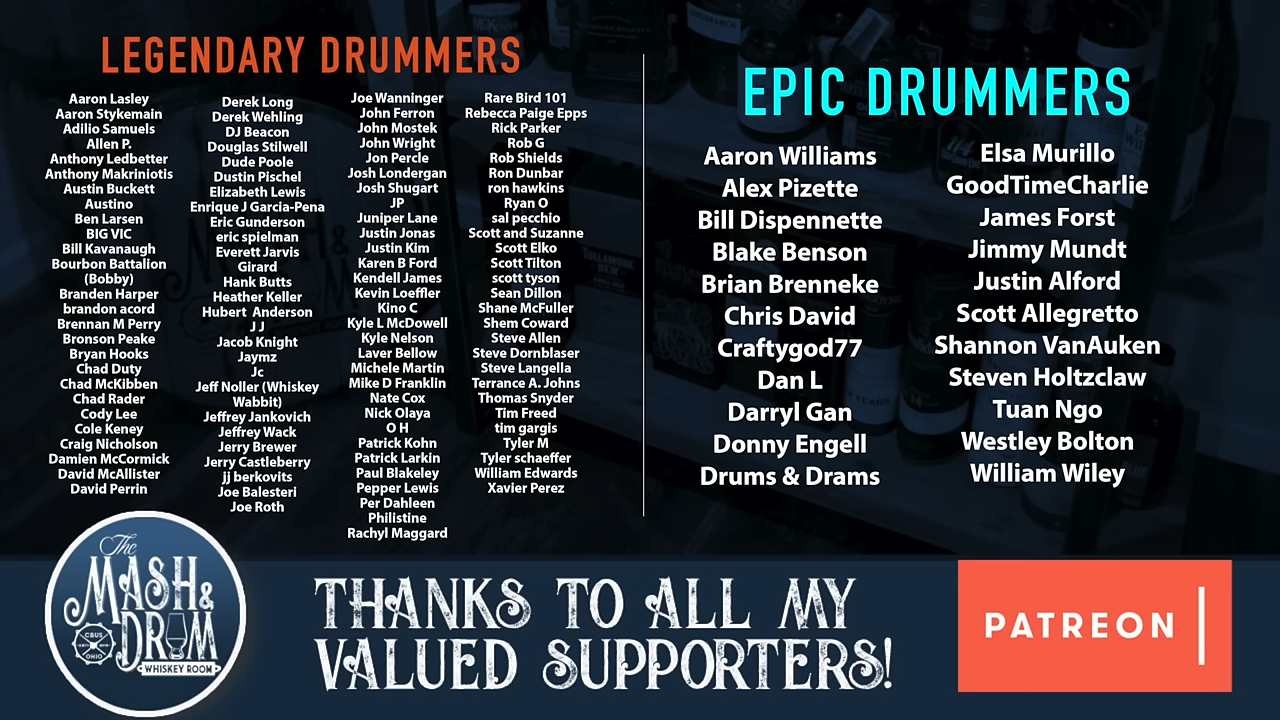 LEGENDARY DRUMMERS
Aaron Lasley
Aaron Stykemain
Adilio Samuels
Allen P.
Anthony Ledbetter
Anthony Makriniotis
Austin Buckett
Austino
Ben Larsen
BIG VIC
Bill Kavanaugh
Bourbon Battalion
(Bobby)
Branden Harper
brandon acord
Brennan M Perry
Bronson Peake
Bryan Hooks
Chad Duty
Chad McKibben
Chad Rader
Cody Lee
Cole Keney
Craig Nicholson
Damien McCormick
David McAllister
David Perrin
Derek Long
Derek Wehling
DJ Beacon
Douglas Stilwell
Dude Poole
Dustin Pischel
Elizabeth Lewis
Enrique J Garcia-Pena
Eric Gunderson
eric spielman
Everett Jarvis
Girard
Hank Butts
Heather Keller
Hubert Anderson
J J
Jacob Knight
Jaymz
Jc
Jeff Noller (Whiskey
Wabbit)
Jeffrey Jankovich
Jeffrey Wack
Jerry Brewer
Jerry Castleberry
jj berkovits
Joe Balesteri
Joe Roth
Joe Wanninger
John Ferron
John Mostek
John Wright
Jon Percle
Josh Londergan
Josh Shugart
JP
Juniper Lane
Justin Jonas
Justin Kim
Karen B Ford
Kendell James
Kevin Loeffler
Kino C
Kyle L McDowell
Kyle Nelson
Laver Bellow
Michele Martin
Mike D Franklin
Nate Cox
Nick Olaya
O H
Patrick Kohn
Patrick Larkin
Paul Blakeley
Pepper Lewis
Per Dahleen
Philistine
Rachyl Maggard
Rare Bird 101
Rebecca Paige Epps
Rick Parker
Rob G
Rob Shields
Ron Dunbar
ron hawkins
Ryan O
sal pecchio
Scott and Suzanne
Scott Elko
Scott Tilton
scott tyson
Sean Dillon
Shane McFuller
Shem Coward
Steve Allen
Steve Dornblaser
Steve Langella
Terrance A. Johns
Thomas Snyder
Tim Freed
tim gargis
Tyler M
Tyler schaeffer
William Edwards
Xavier Perez
EPIC DRUMMERS
Aaron Williams
Alex Pizette
Bill Dispennette
Blake Benson
Brian Brenneke
Chris David
Craftygod77
Dan L
Darryl Gan
Donny Engell
Drums & Drams
Elsa Murillo
GoodTimeCharlie
James Forst
Jimmy Mundt
Justin Alford
Scott Allegretto
Shannon VanAuken
Steven Holtzclaw
Tuan Ngo
Westley Bolton
William Wiley
The
MASH &
DRUM
CBUS
OHIO
WHISKEY ROOM
THANKS TO ALL MY
VALUED SUPPORTERS!
PATREON